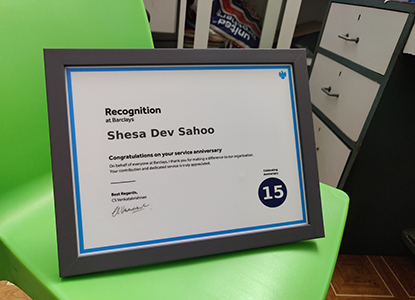 united
Recognition
at Barclays
Shesa Dev Sahoo
Congratulations on your service anniversary
On behalf of everyone at Barclays, I thank you for making a difference to our organisation.
Your contribution and dedicated service is truly appreciated.
Best Regards,
CS Venkatakrishnan
Celebrating
Anniversary
15